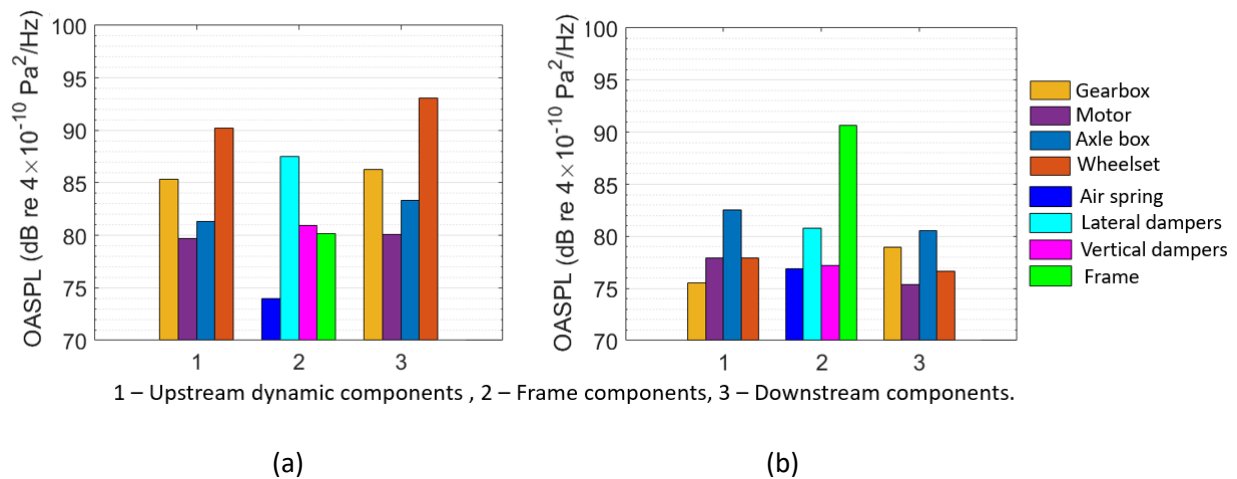 100
95
90
85
80
75
70
OASPL (dB re 4×10⁻¹⁰ Pa²/Hz)
1
2
3
100
95
90
85
80
75
70
OASPL (dB re 4×10⁻¹⁰ Pa²/Hz)
1
2
3
Gearbox
Motor
Axle box
Wheelset
Air spring
Lateral dampers
Vertical dampers
Frame
1 – Upstream dynamic components , 2 – Frame components, 3 – Downstream components.
(a)
(b)